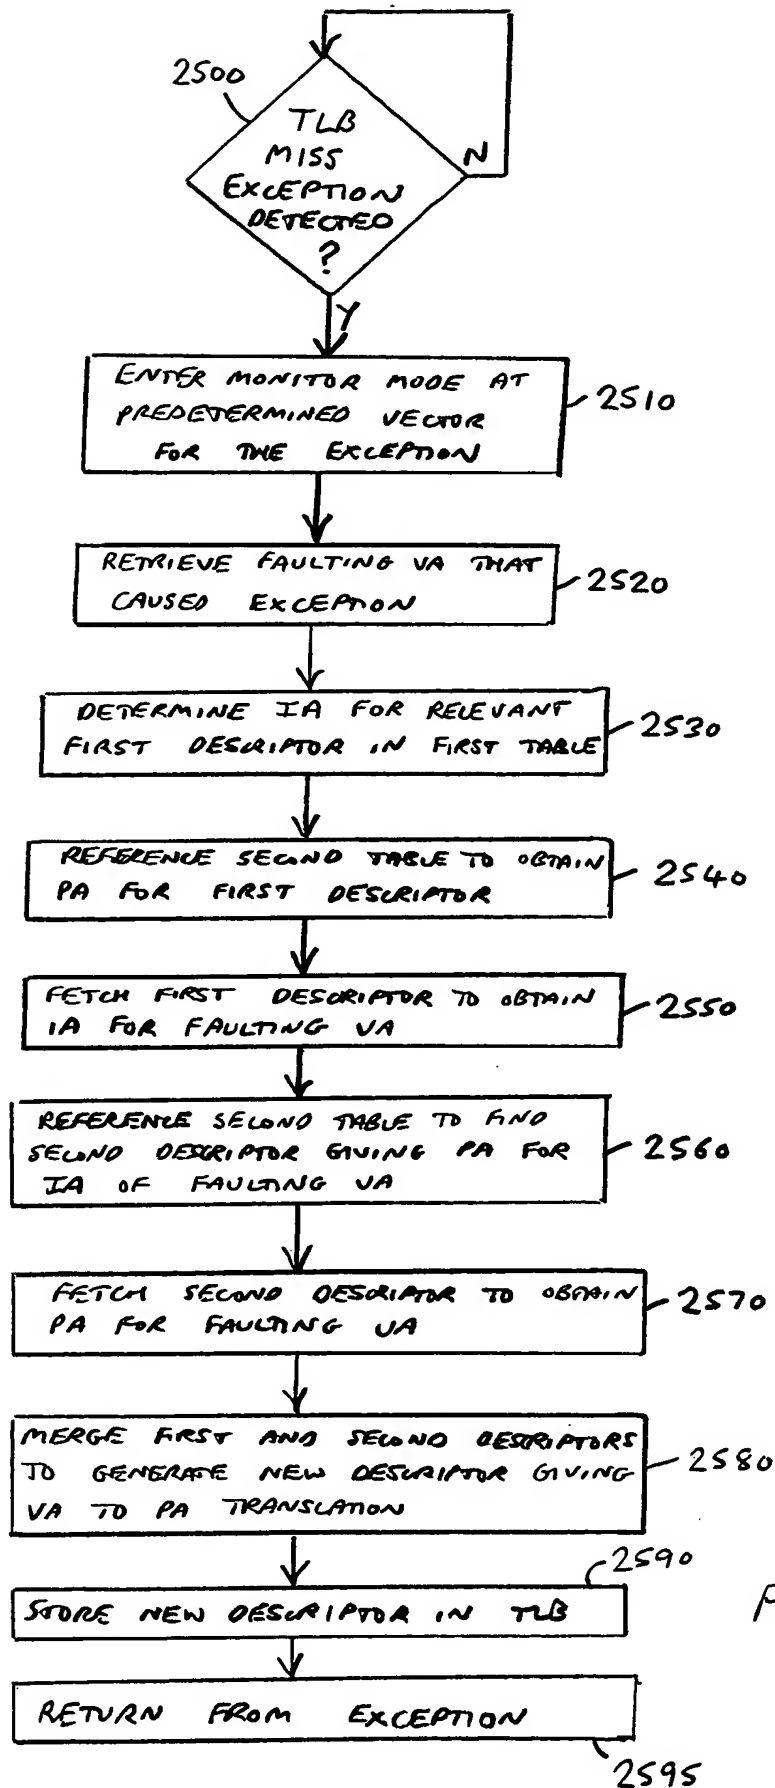 2500
TLB
MISS
EXCEPTION
DETECTED
?
N
Y
ENTER MONITOR MODE AT
PREDETERMINED VECTOR
FOR THE EXCEPTION
2510
RETRIEVE FAULTING VA THAT
CAUSED EXCEPTION
2520
DETERMINE IA FOR RELEVANT
FIRST DESCRIPTOR IN FIRST TABLE
2530
REFERENCE SECOND TABLE TO OBTAIN
PA FOR FIRST DESCRIPTOR
2540
FETCH FIRST DESCRIPTOR TO OBTAIN
IA FOR FAULTING VA
2550
REFERENCE SECOND TABLE TO FIND
SECOND DESCRIPTOR GIVING PA FOR
IA OF FAULTING VA
2560
FETCH SECOND DESCRIPTOR TO OBTAIN
PA FOR FAULTING VA
2570
MERGE FIRST AND SECOND DESCRIPTORS
TO GENERATE NEW DESCRIPTOR GIVING
VA TO PA TRANSLATION
2580
2590
STORE NEW DESCRIPTOR IN TLB
RETURN FROM EXCEPTION
2595